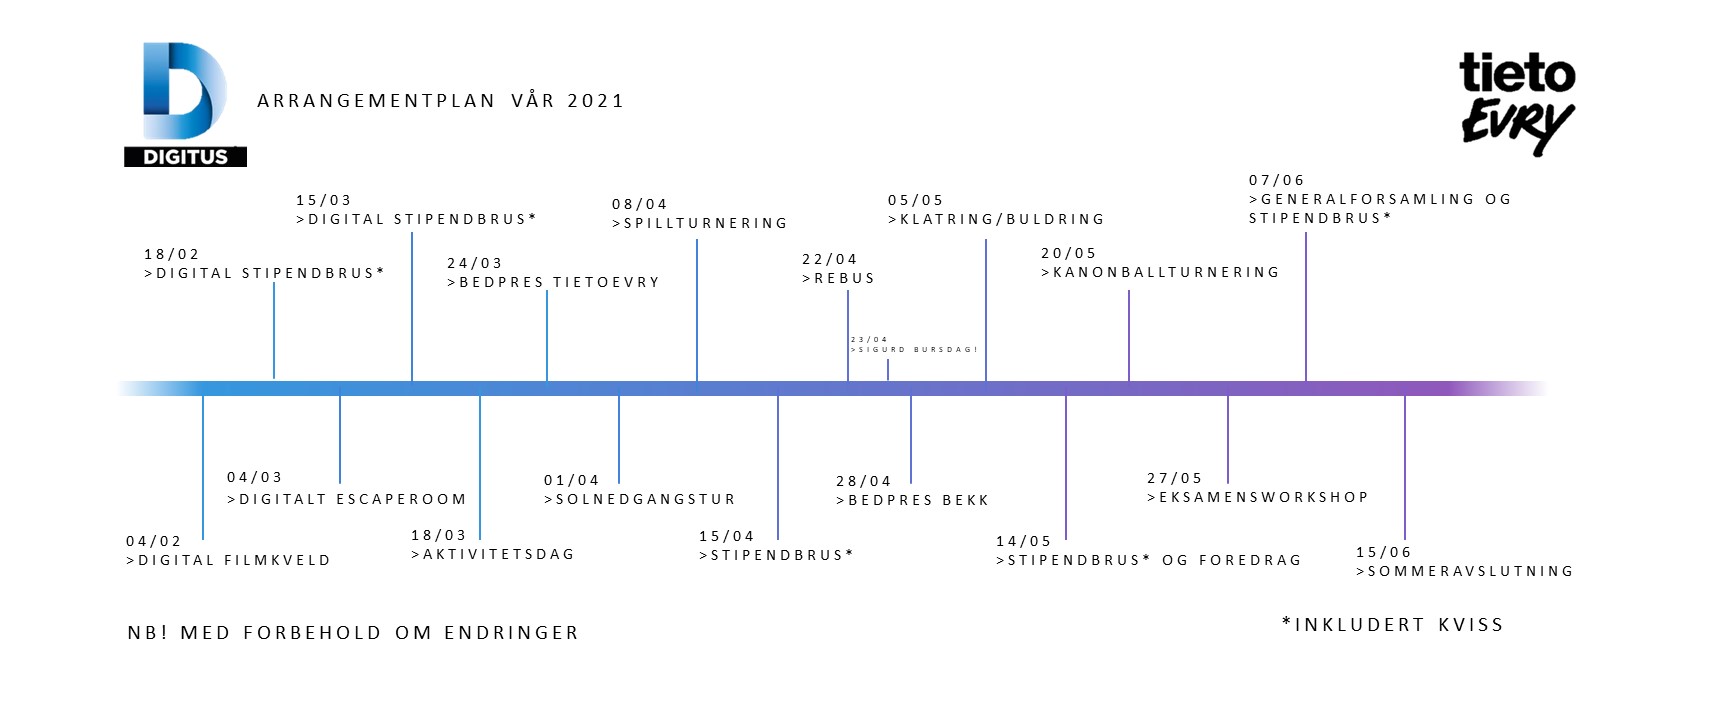 DIGITUS
ARRANGEMENTPLAN VÅR 2021
tieto
EVRY
18/02
>DIGITAL STIPENDBRUS*
15/03
>DIGITAL STIPENDBRUS*
24/03
>BEDPRES TIETOEVRY
08/04
>SPILLTURNERING
22/04
>REBUS
23/04
>SIGURD BURSDAG!
05/05
>KLATRING/BULDRING
20/05
>KANONBALLTURNERING
07/06
>GENERALFORSAMLING OG
STIPENDBRUS*
04/02
>DIGITAL FILMKVELD
04/03
>DIGITALT ESCAPEROOM
18/03
>AKTIVITETSDAG
01/04
>SOLNEDGANGSTUR
15/04
>STIPENDBRUS*
28/04
>BEDPRES BEKK
14/05
>STIPENDBRUS* OG FOREDRAG
27/05
>EKSAMENSWORKSHOP
15/06
>SOMMERAVSLUTNING
NB! MED FORBEHOLD OM ENDRINGER
*INKLUDERT KVISS